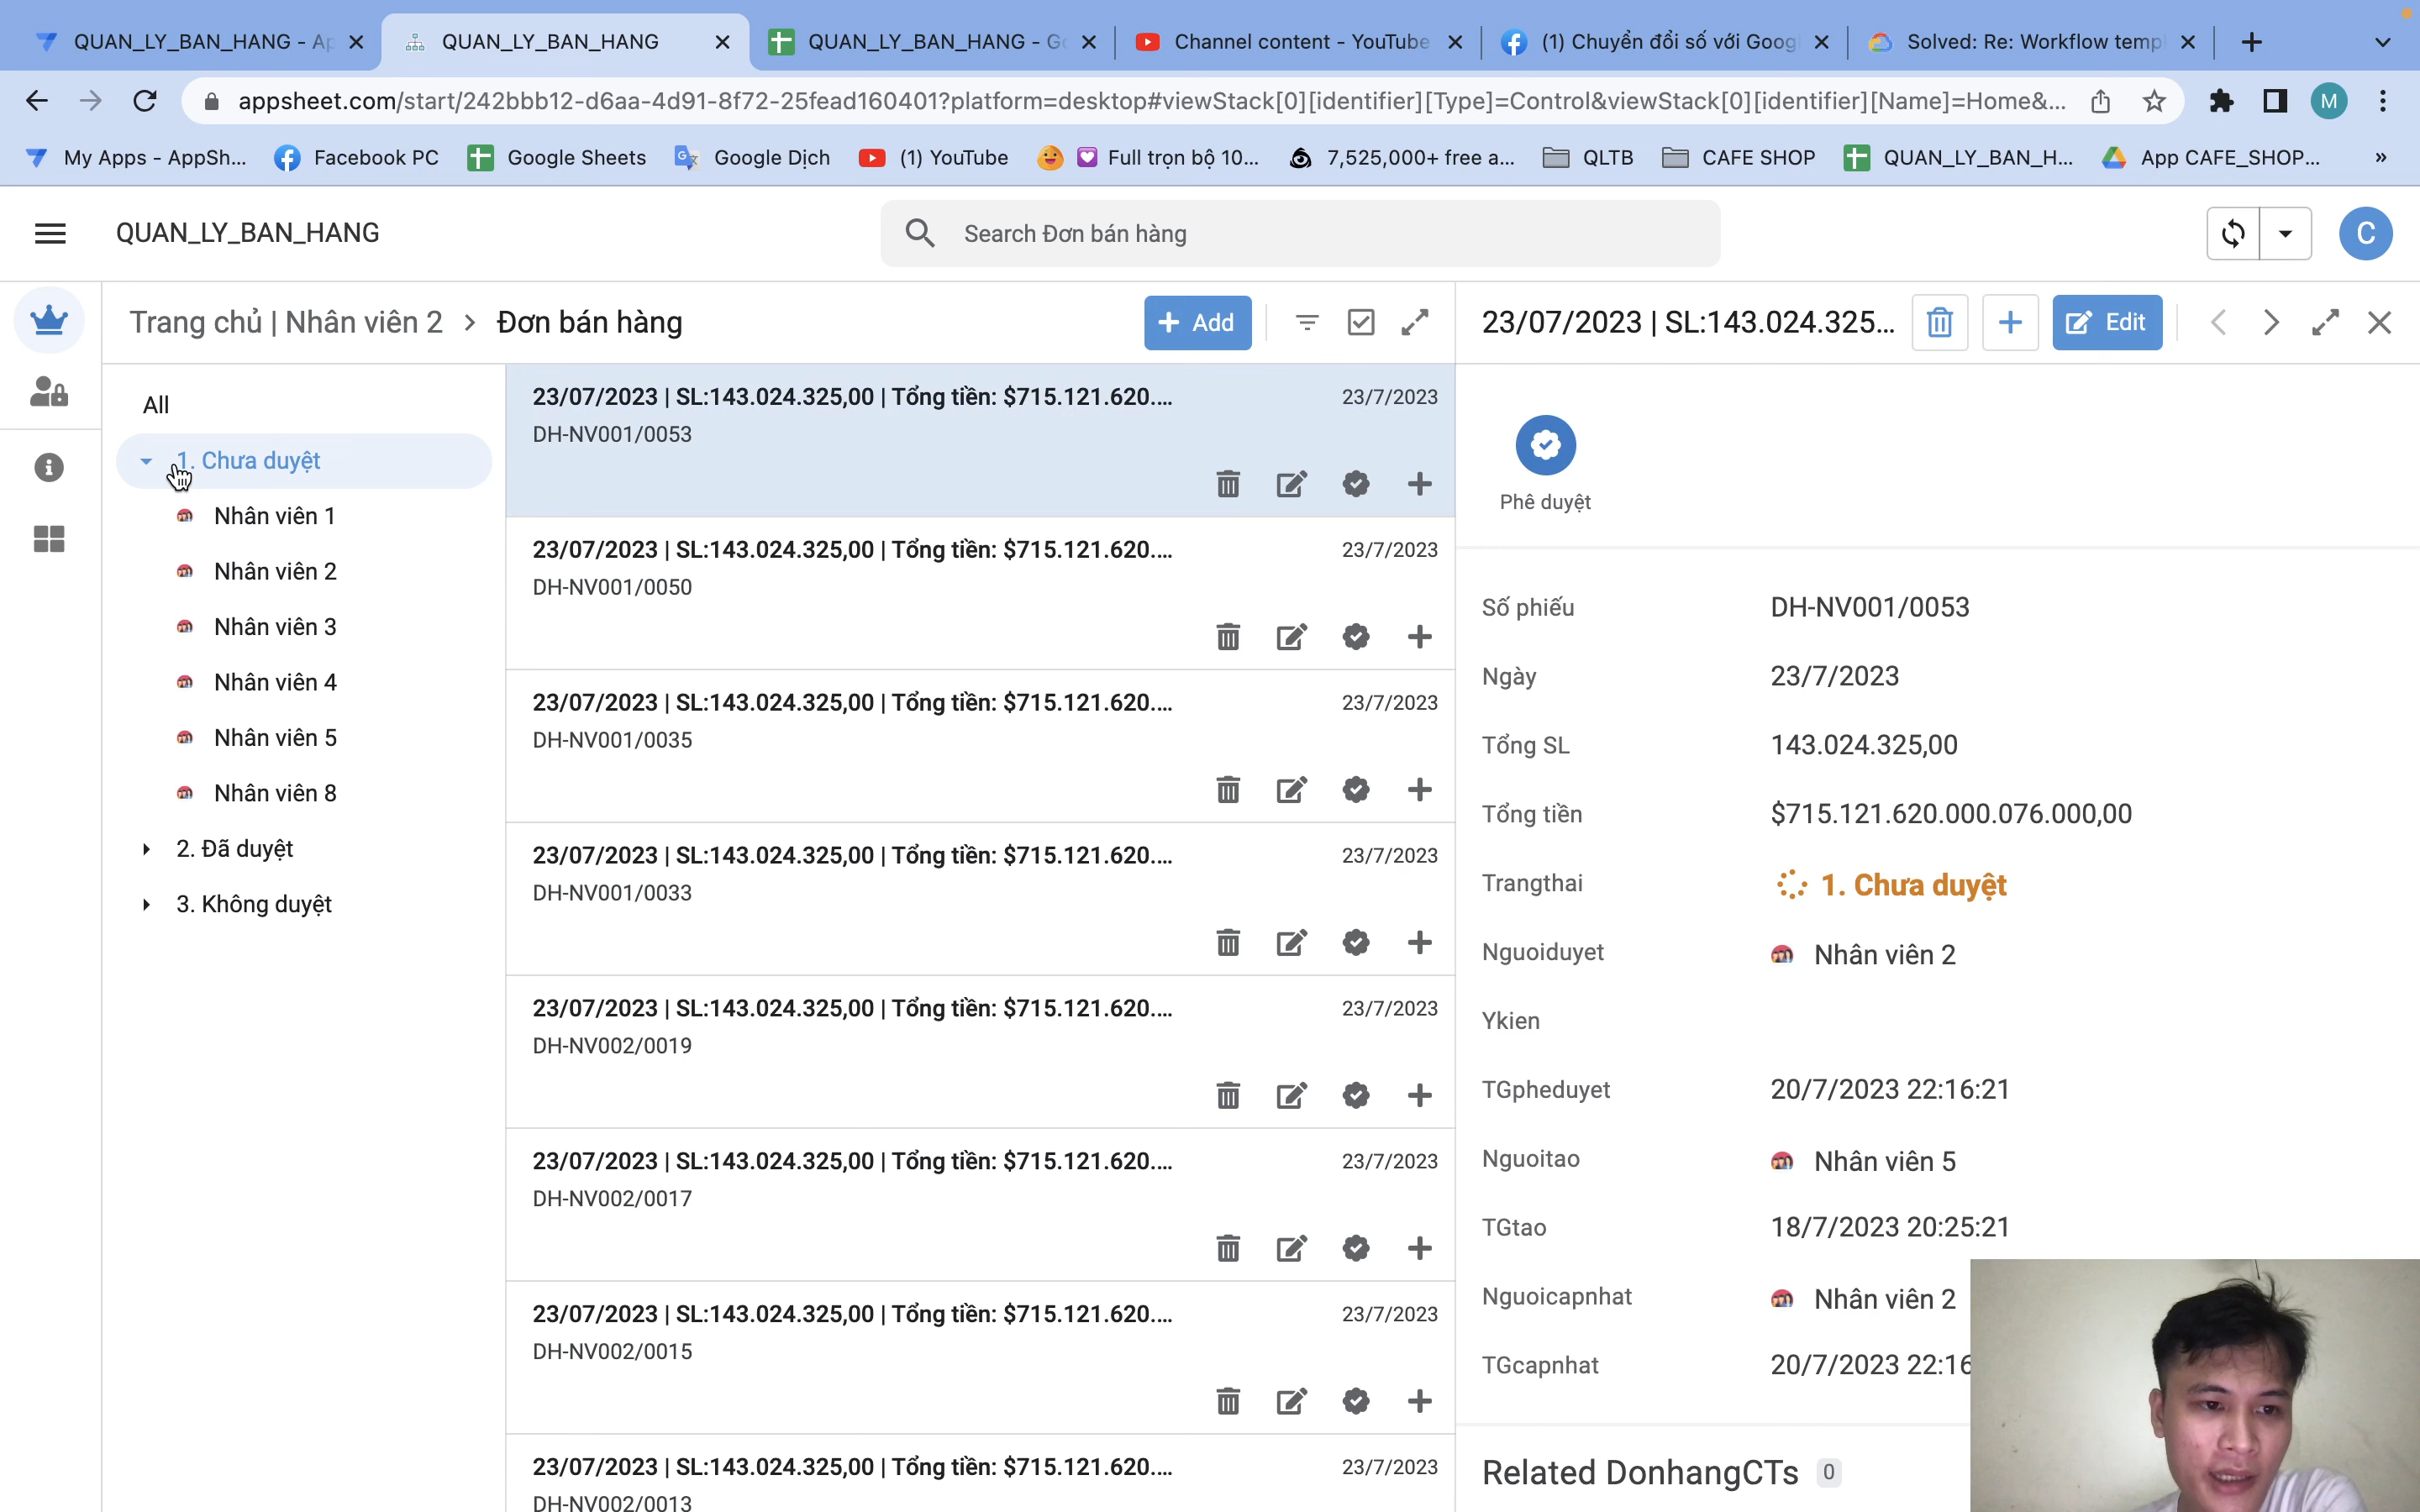 QUAN_LY_BAN_HANG - Ap
QUAN_LY_BAN_HANG
QUAN_LY_BAN_HANG - Go
Channel content - YouTube
(1) Chuyển đổi số với Googl
Solved: Re: Workflow templ
appsheet.com/start/242bbb12-d6aa-4d91-8f72-25fead160401?platform=desktop#viewStack[0][identifier][Type]=Control&viewStack[0][identifier][Name]=Home&...
M
My Apps - AppSh...
Facebook PC
Google Sheets
Google Dịch
(1) YouTube
Full trọn bộ 10...
7,525,000+ free a...
QLTB
CAFE SHOP
QUAN_LY_BAN_H...
App CAFE_SHOP...
»
QUAN_LY_BAN_HANG
Search Đơn bán hàng
C
Trang chủ | Nhân viên 2 > Đơn bán hàng
+ Add
23/07/2023 | SL:143.024.325...
Edit
All
1. Chưa duyệt
Nhân viên 1
Nhân viên 2
Nhân viên 3
Nhân viên 4
Nhân viên 5
Nhân viên 8
2. Đã duyệt
3. Không duyệt
23/07/2023 | SL:143.024.325,00 | Tổng tiền: $715.121.620.... 23/7/2023
DH-NV001/0053
23/07/2023 | SL:143.024.325,00 | Tổng tiền: $715.121.620.... 23/7/2023
DH-NV001/0050
23/07/2023 | SL:143.024.325,00 | Tổng tiền: $715.121.620.... 23/7/2023
DH-NV001/0035
23/07/2023 | SL:143.024.325,00 | Tổng tiền: $715.121.620.... 23/7/2023
DH-NV001/0033
23/07/2023 | SL:143.024.325,00 | Tổng tiền: $715.121.620.... 23/7/2023
DH-NV002/0019
23/07/2023 | SL:143.024.325,00 | Tổng tiền: $715.121.620.... 23/7/2023
DH-NV002/0017
23/07/2023 | SL:143.024.325,00 | Tổng tiền: $715.121.620.... 23/7/2023
DH-NV002/0015
23/07/2023 | SL:143.024.325,00 | Tổng tiền: $715.121.620.... 23/7/2023
DH-NV002/0013
Phê duyệt
Số phiếu DH-NV001/0053
Ngày 23/7/2023
Tổng SL 143.024.325,00
Tổng tiền $715.121.620.000.076.000,00
Trangthai 1. Chưa duyệt
Nguoiduyet Nhân viên 2
Ykien
TGpheduyet 20/7/2023 22:16:21
Nguoitao Nhân viên 5
TGtao 18/7/2023 20:25:21
Nguoicapnhat Nhân viên 2
TGcapnhat 20/7/2023 22:16
Related DonhangCTs 0